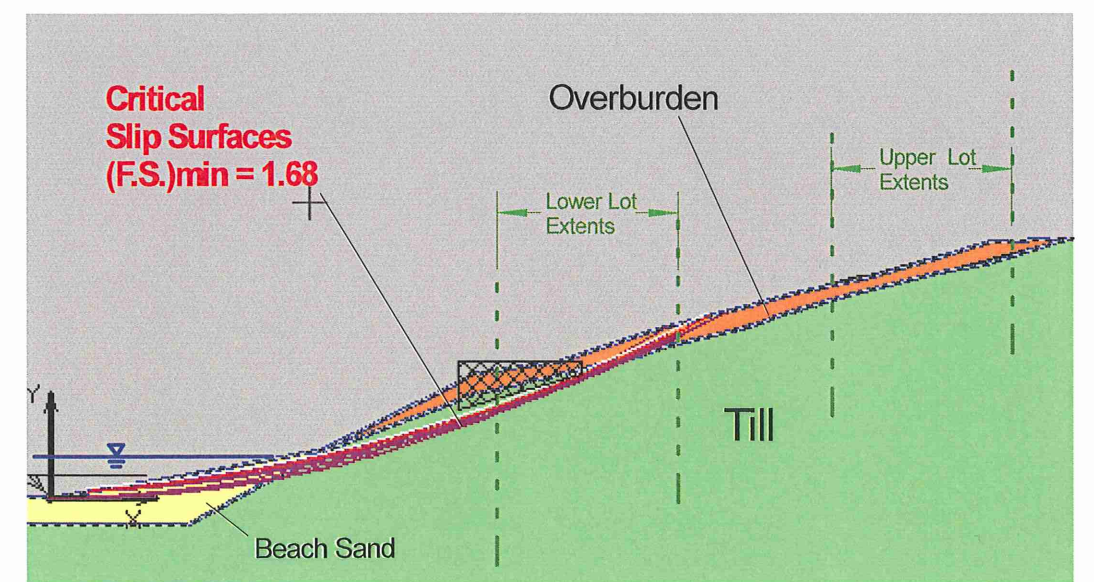 Critical
Slip Surfaces
(F.S.)min = 1.68
Overburden
Upper Lot
Extents
Lower Lot
Extents
Till
Y
X
Beach Sand